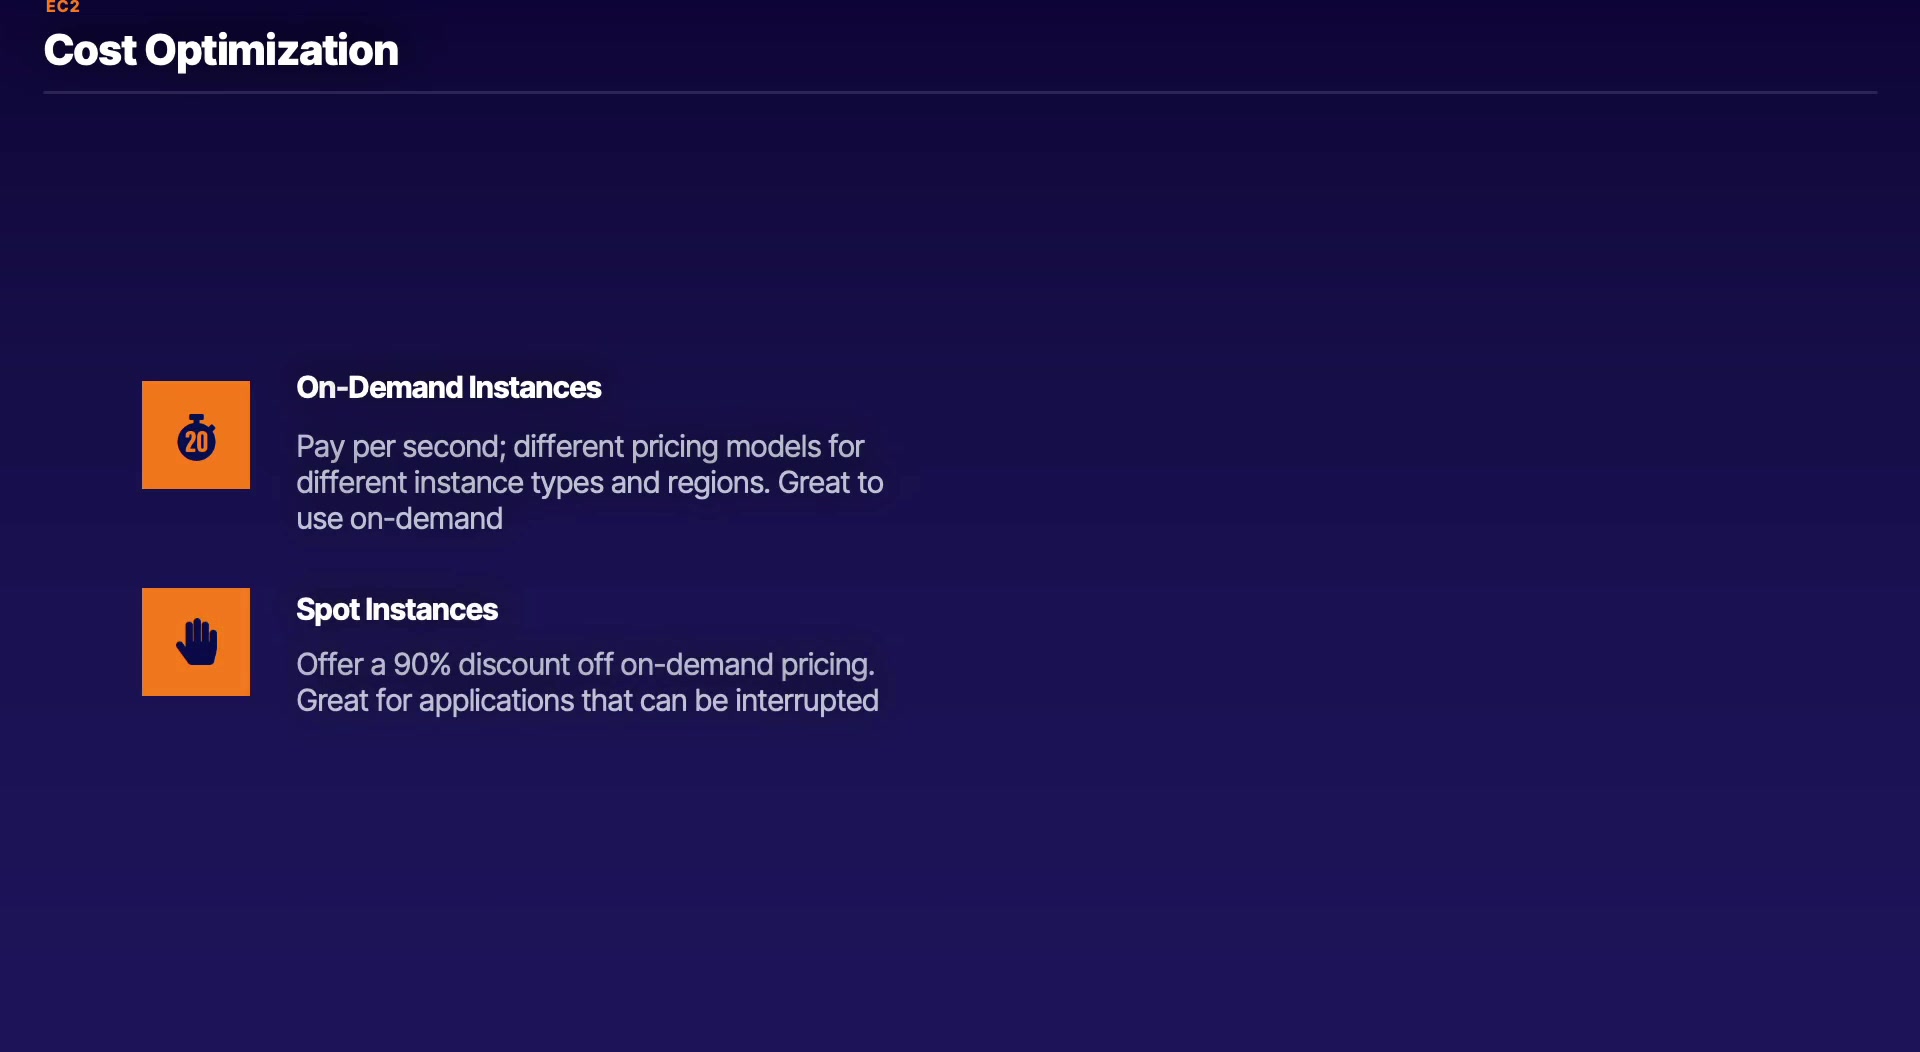 EC2
Cost Optimization
20
On-Demand Instances
Pay per second; different pricing models for
different instance types and regions. Great to
use on-demand
Spot Instances
Offer a 90% discount off on-demand pricing.
Great for applications that can be interrupted